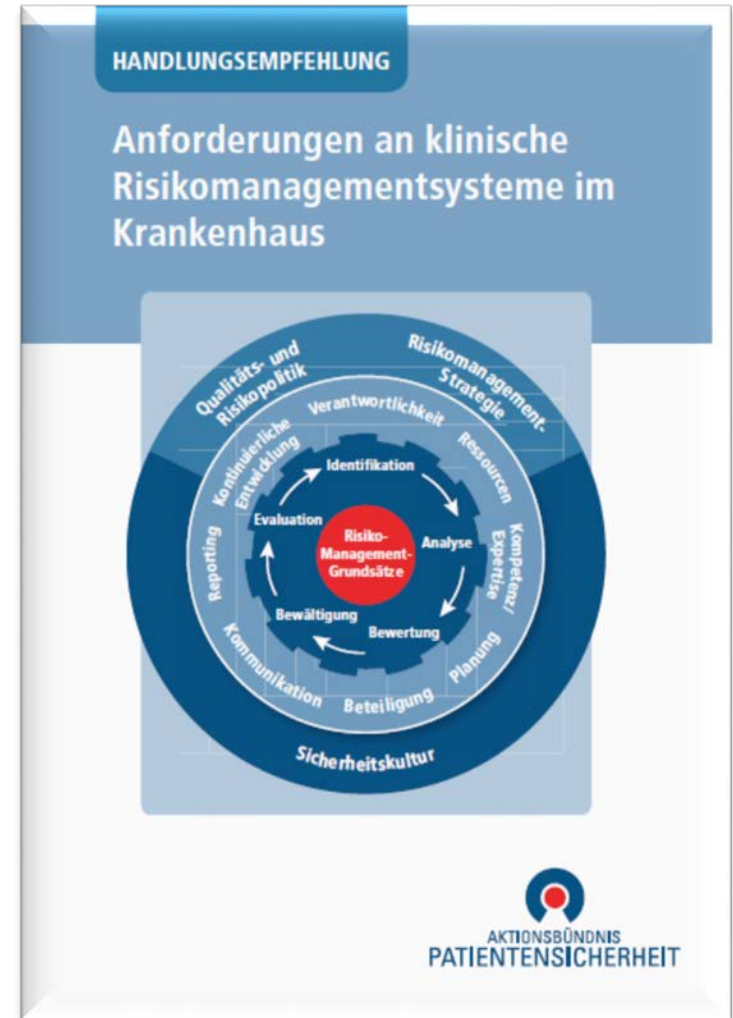 HANDLUNGSEMPFEHLUNG
Anforderungen an klinische
Risikomanagementsysteme im
Krankenhaus
Qualitäts- und
Risikopolitik
Risikomanagement-
Strategie
Verantwortlichkeit
Ressourcen
Kompetenz/
Expertise
Planung
Beteiligung
Kommunikation
Reporting
Kontinuierliche
Entwicklung
Identifikation
Analyse
Bewertung
Bewältigung
Evaluation
Risiko-
Management-
Grundsätze
Sicherheitskultur
AKTIONSBÜNDNIS
PATIENTENSICHERHEIT